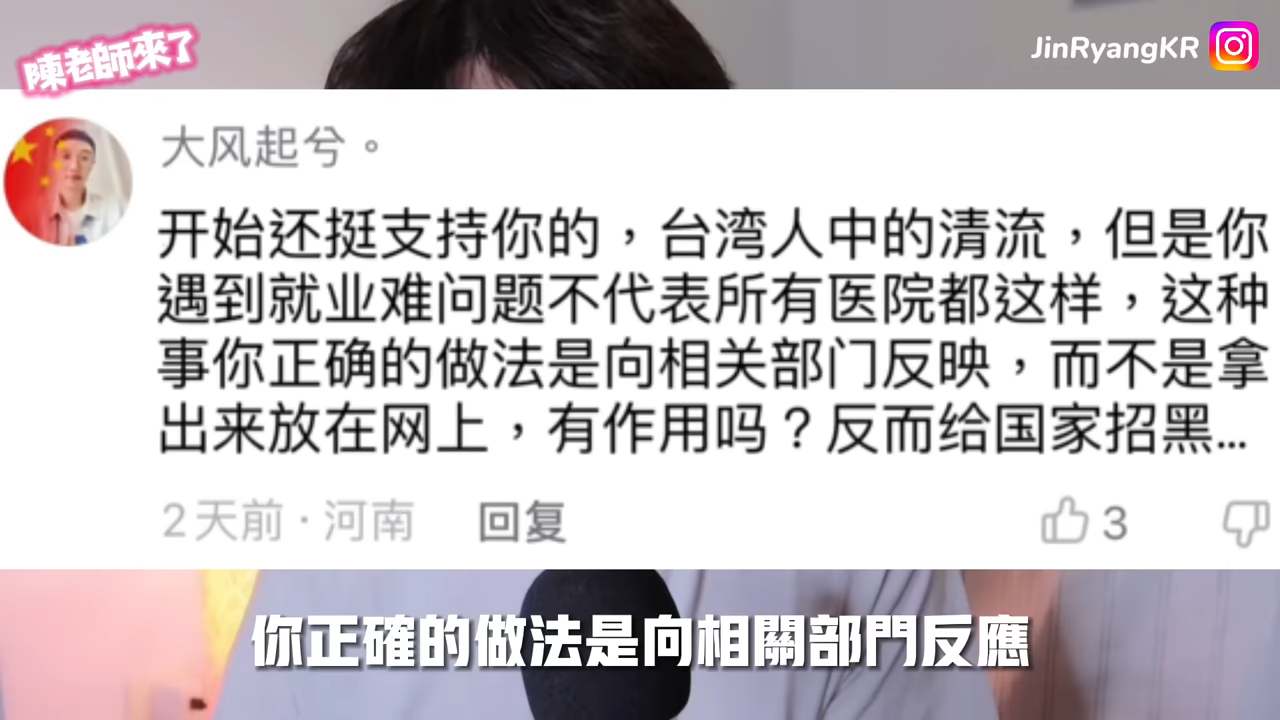 陳老師來了
JinRyangKR
大风起兮。
开始还挺支持你的，台湾人中的清流，但是你
遇到就业难问题不代表所有医院都这样，这种
事你正确的做法是向相关部门反映，而不是拿
出来放在网上，有作用吗？反而给国家招黑...
2天前·河南 回复 3
你正確的做法是向相關部門反應